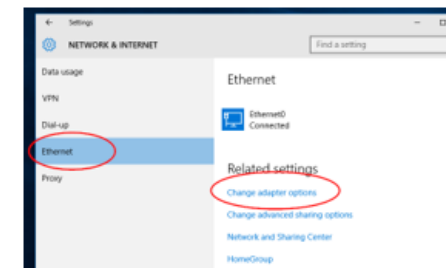 Settings
NETWORK & INTERNET
Find a setting
Data usage
VPN
Dial-up
Ethernet
Proxy
Ethernet
Ethernet0
Connected
Related settings
Change adapter options
Change advanced sharing options
Network and Sharing Center
HomeGroup